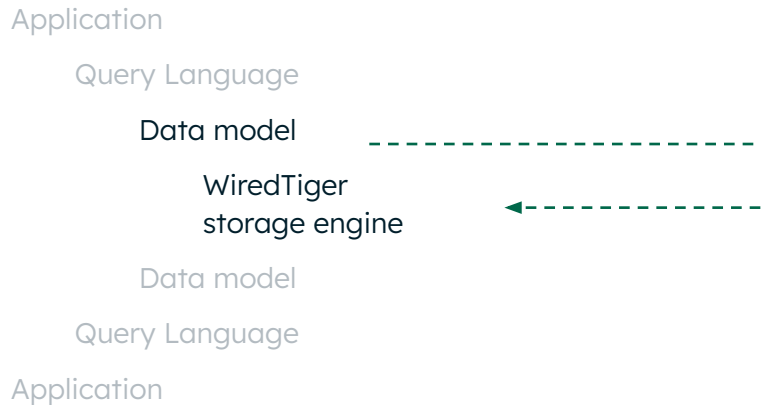 Application
Query Language
Data model
WiredTiger
storage engine
Data model
Query Language
Application